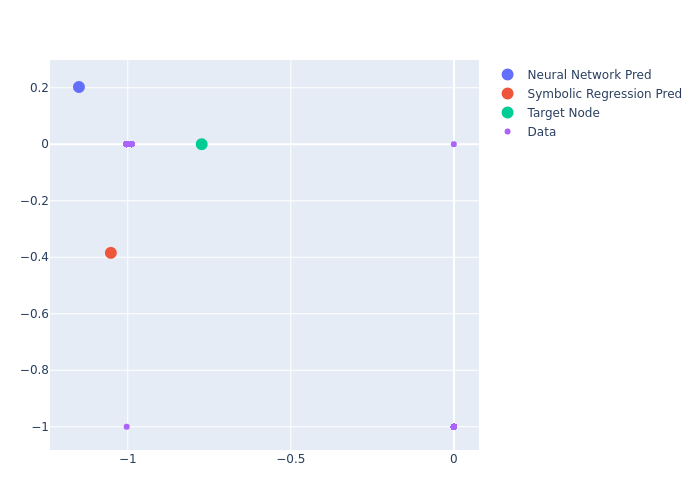 Neural Network Pred
Symbolic Regression Pred
Target Node
Data
0.2
0
−0.2
−0.4
−0.6
−0.8
−1
−1
−0.5
0